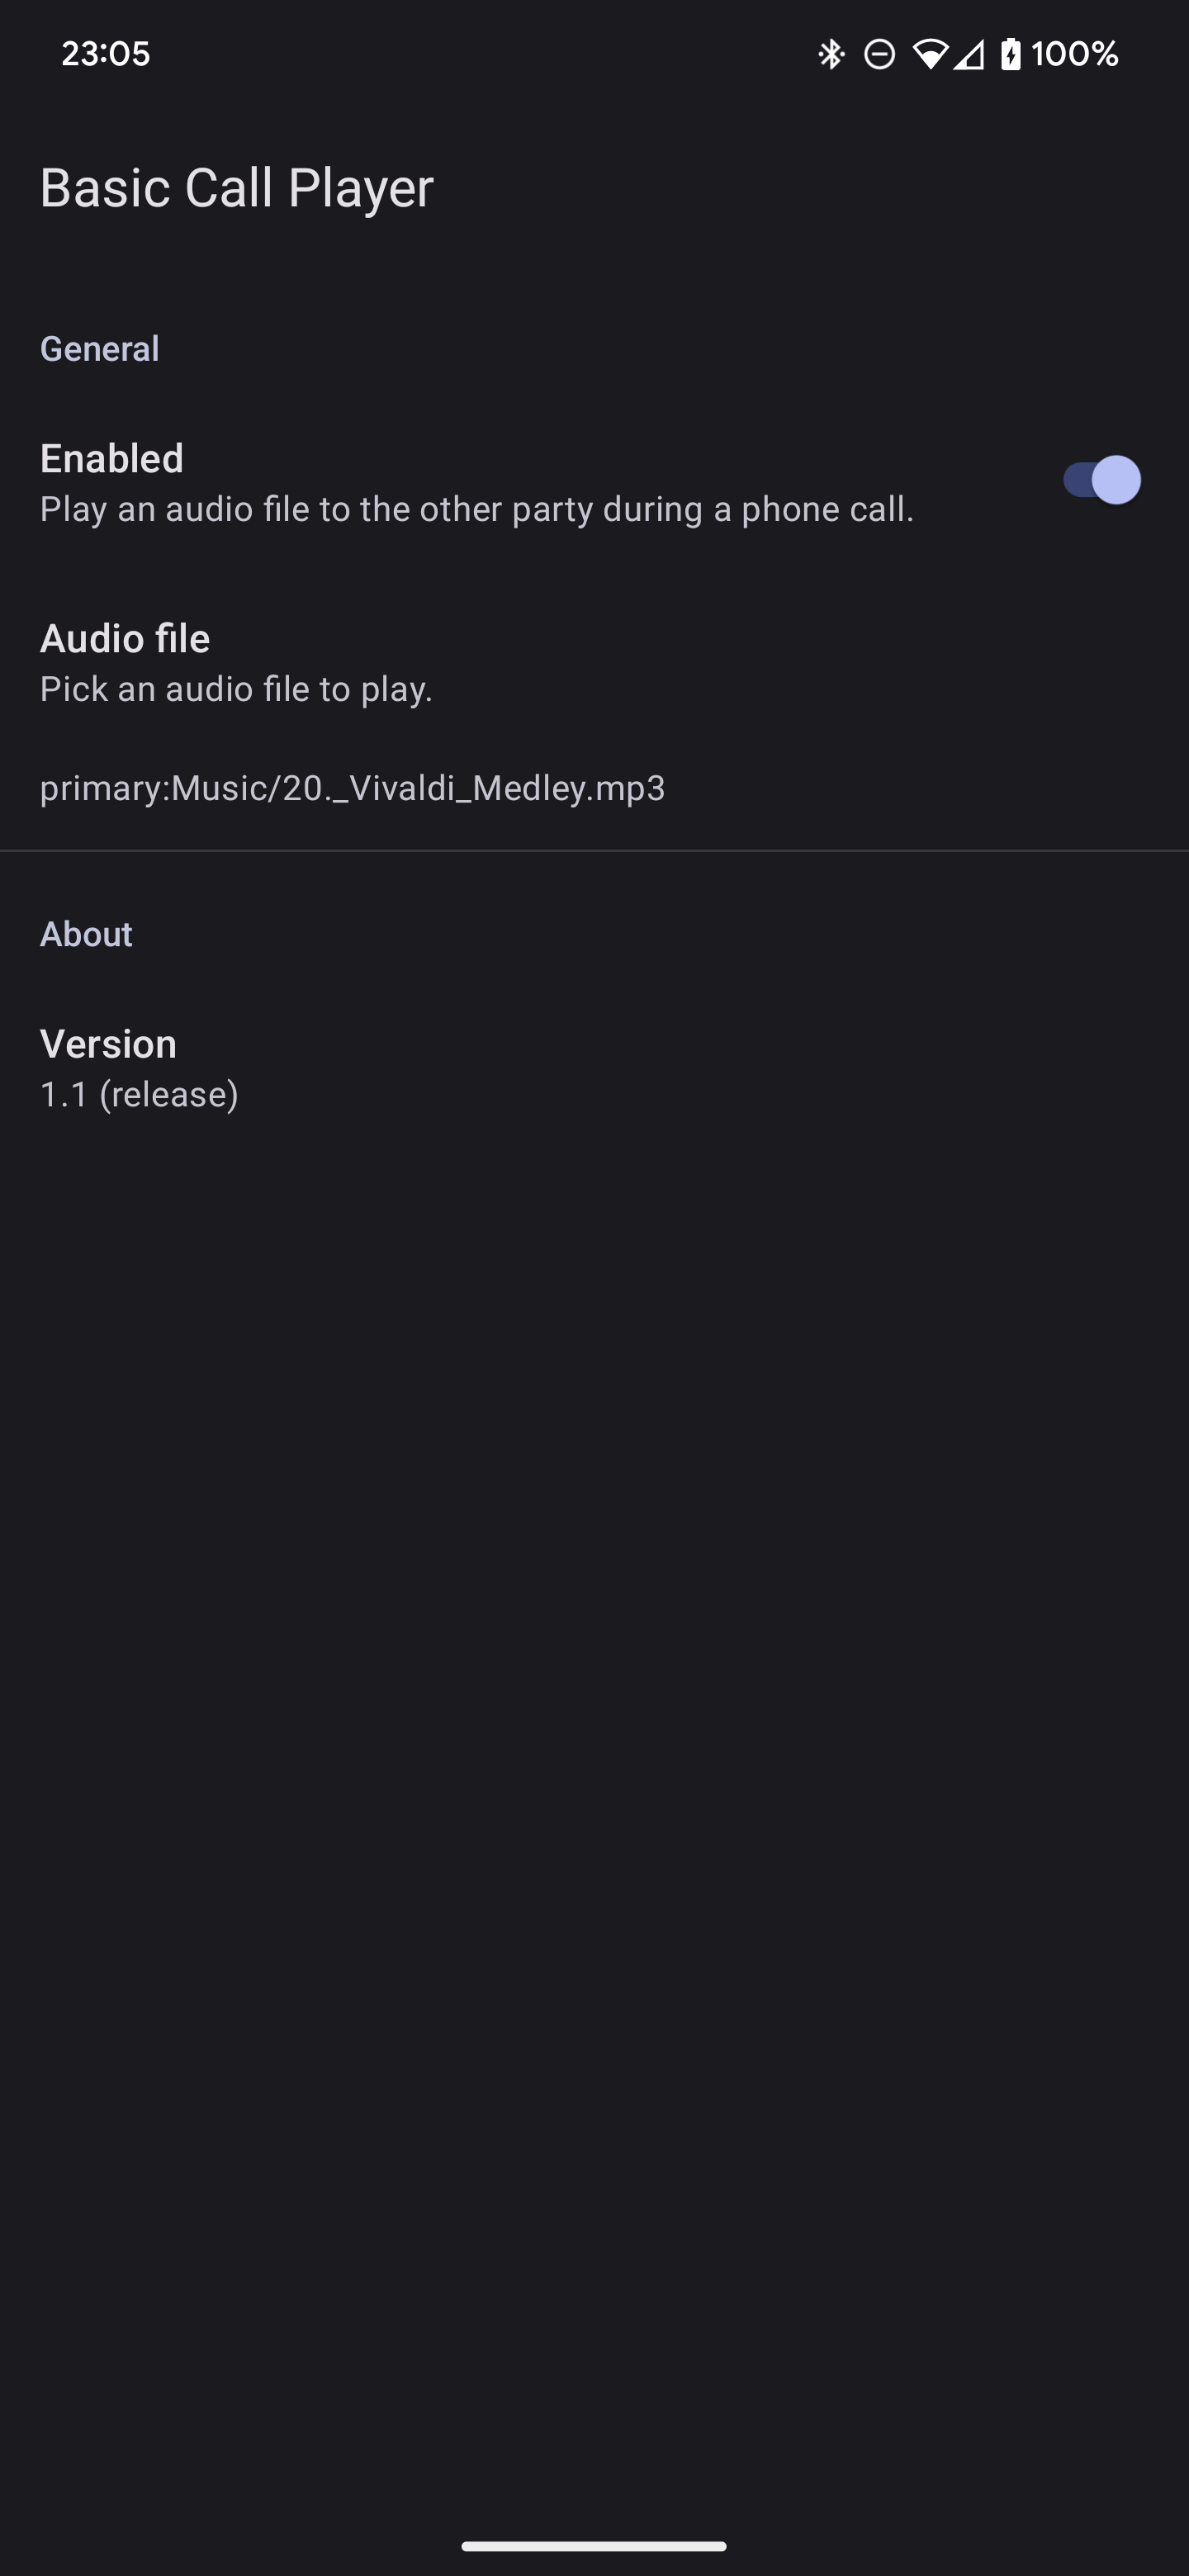 23:05 100%
Basic Call Player
General
Enabled
Play an audio file to the other party during a phone call.
Audio file
Pick an audio file to play.
primary:Music/20._Vivaldi_Medley.mp3
About
Version
1.1 (release)